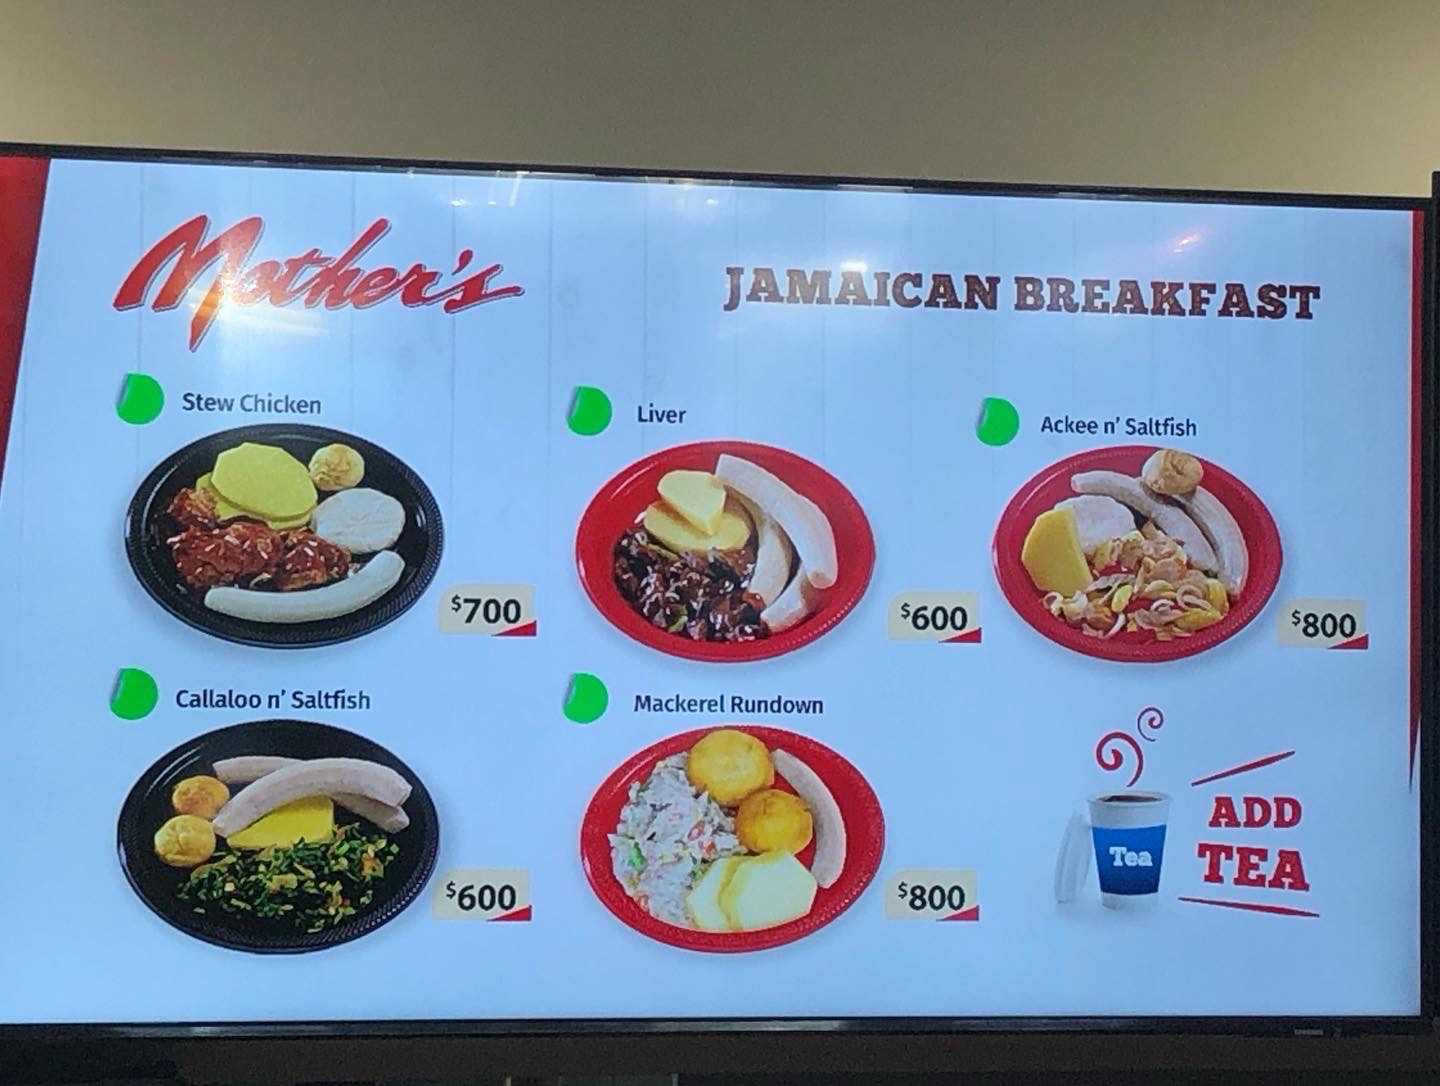 Mother's
JAMAICAN BREAKFAST
Stew Chicken
$700
Liver
$600
Ackee n' Saltfish
$800
Callaloo n' Saltfish
$600
Mackerel Rundown
$800
Tea
ADD
TEA